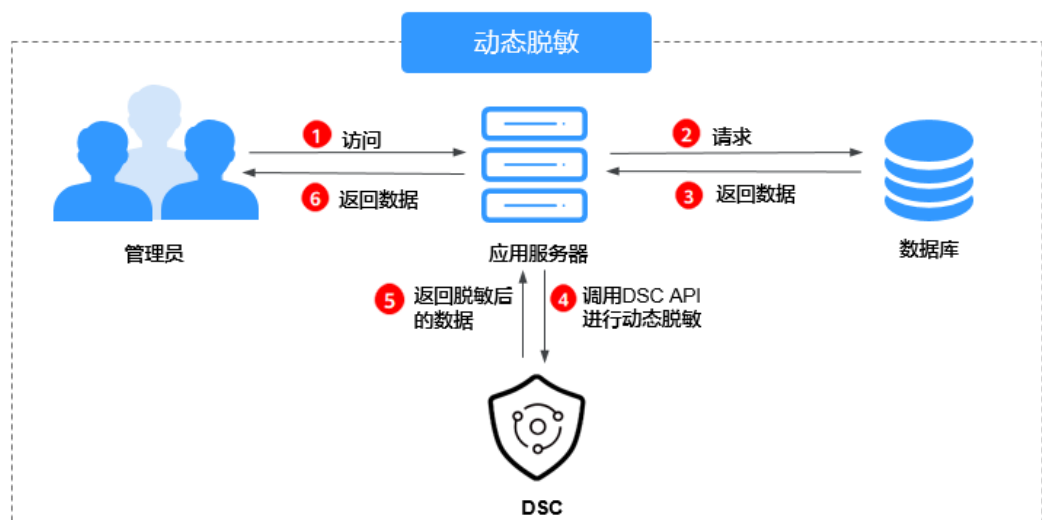 动态脱敏
1 访问
2 请求
6 返回数据
3 返回数据
管理员
应用服务器
数据库
5 返回脱敏后
的数据
4 调用DSC API
进行动态脱敏
DSC